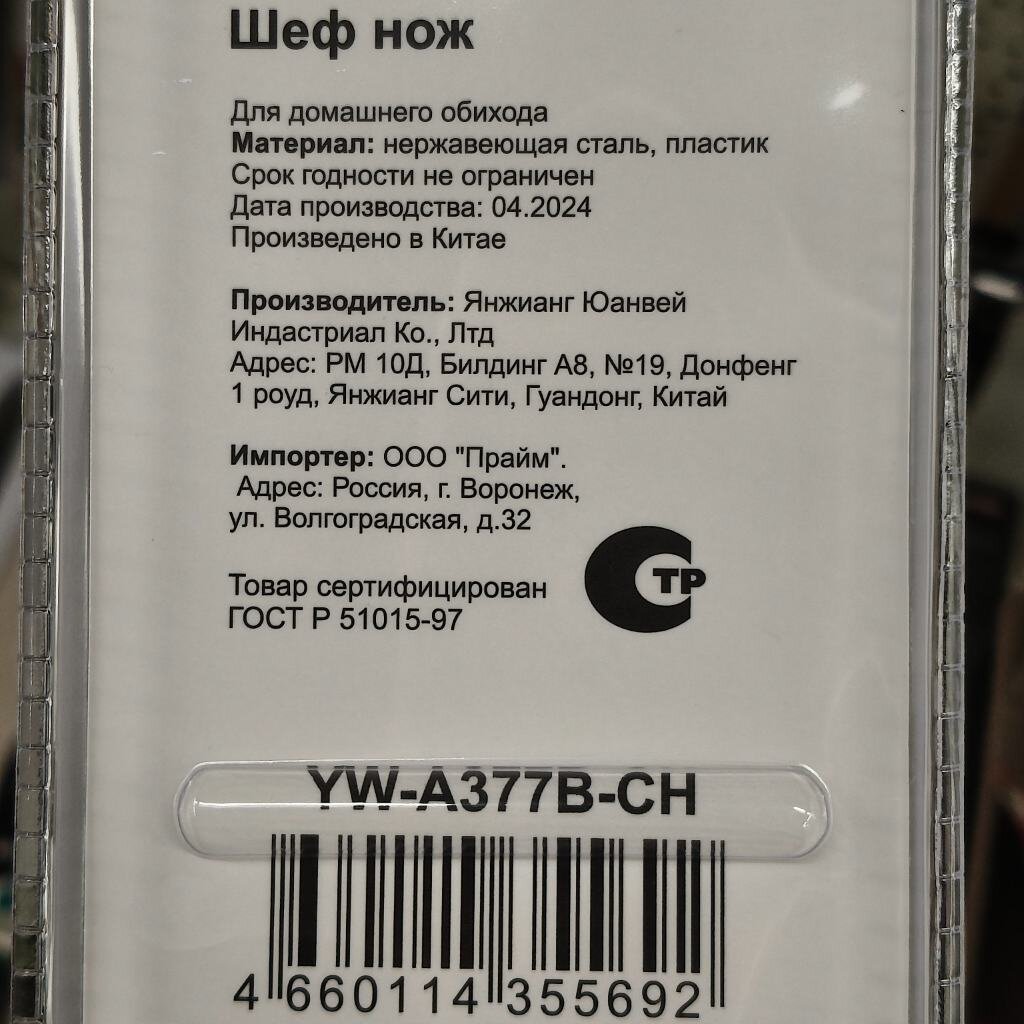 Шеф нож
Для домашнего обихода
Материал: нержавеющая сталь, пластик
Срок годности не ограничен
Дата производства: 04.2024
Произведено в Китае
Производитель: Янжианг Юанвей
Индастриал Ко., Лтд
Адрес: РМ 10Д, Билдинг А8, №19, Донфенг
1 роуд, Янжианг Сити, Гуандонг, Китай
Импортер: ООО "Прайм".
Адрес: Россия, г. Воронеж,
ул. Волгоградская, д.32
Товар сертифицирован
ГОСТ Р 51015-97
СТР
YW-A377B-CH
4 660114 355692